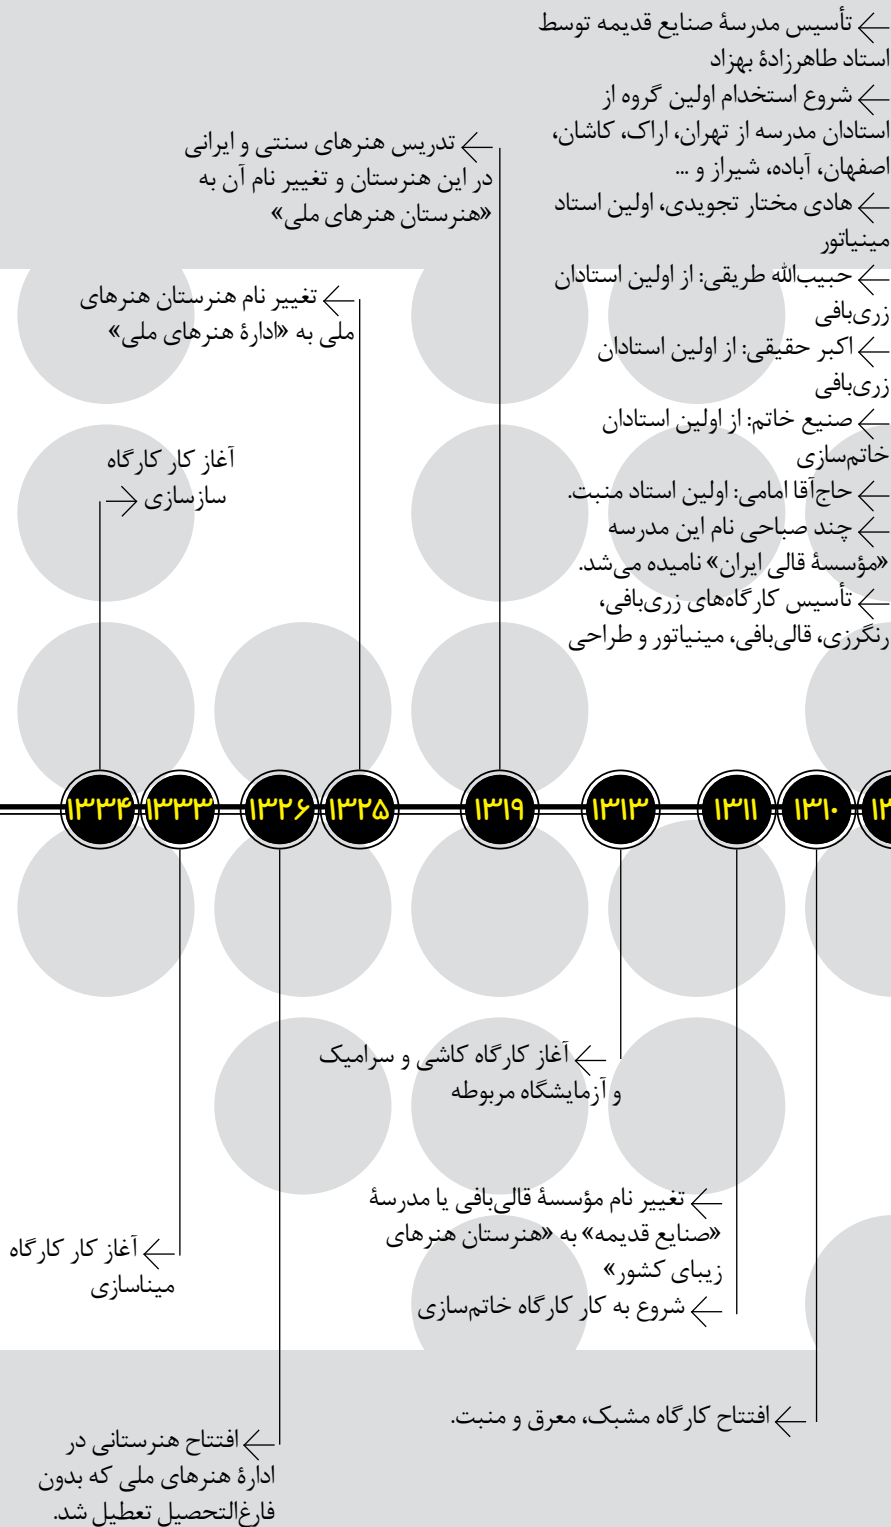 ← تأسیس مدرسهٔ صنایع قدیمه توسط
استاد طاهرزادهٔ بهزاد
← شروع استخدام اولین گروه از
استادان مدرسه از تهران، اراک، کاشان،
اصفهان، آباده، شیراز و ...
← هادی مختار تجویدی، اولین استاد
مینیاتور
← حبیب‌الله طریقی: از اولین استادان
زری‌بافی
← اکبر حقیقی: از اولین استادان
زری‌بافی
← صنیع خاتم: از اولین استادان
خاتم‌سازی
← حاج‌آقا امامی: اولین استاد منبت.
← چند صباحی نام این مدرسه
«مؤسسهٔ قالی ایران» نامیده می‌شد.
← تأسیس کارگاه‌های زری‌بافی،
رنگرزی، قالی‌بافی، مینیاتور و طراحی
← تدریس هنرهای سنتی و ایرانی
در این هنرستان و تغییر نام آن به
«هنرستان هنرهای ملی»
← تغییر نام هنرستان هنرهای
ملی به «ادارهٔ هنرهای ملی»
آغاز کار کارگاه
سازسازی →
۱۳۱۰
۱۳۱۱
۱۳۱۳
۱۳۱۹
۱۳۲۵
۱۳۲۶
۱۳۳۳
۱۳۳۴
← افتتاح کارگاه مشبک، معرق و منبت.
← تغییر نام مؤسسهٔ قالی‌بافی یا مدرسهٔ
«صنایع قدیمه» به «هنرستان هنرهای
زیبای کشور»
← شروع به کار کارگاه خاتم‌سازی
← آغاز کارگاه کاشی و سرامیک
و آزمایشگاه مربوطه
← افتتاح هنرستانی در
ادارهٔ هنرهای ملی که بدون
فارغ‌التحصیل تعطیل شد.
← آغاز کار کارگاه
میناسازی